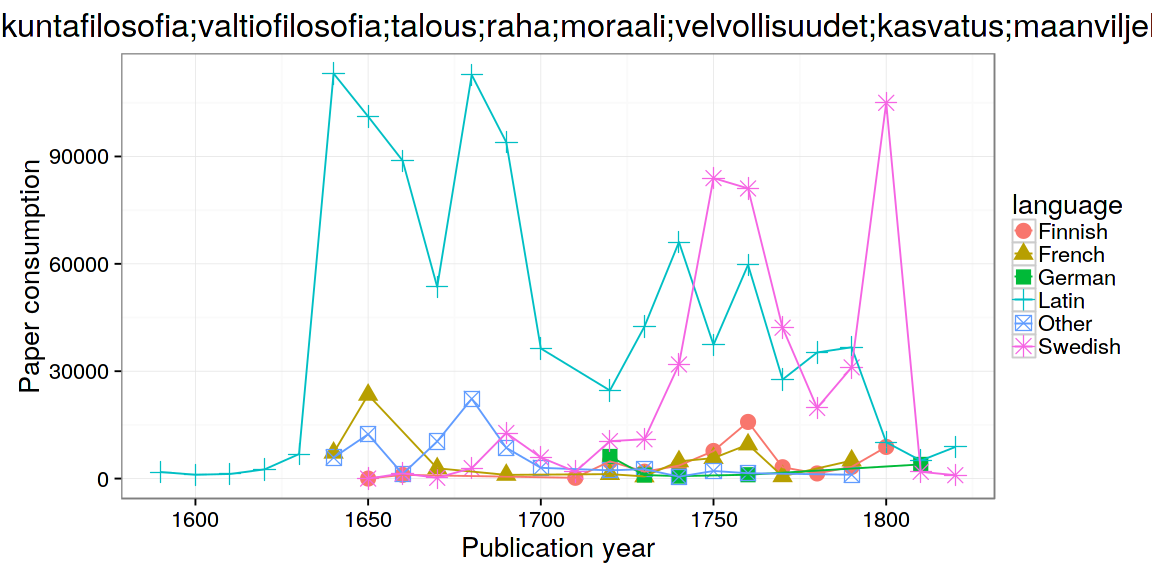 kuntafilosofia;valtiofilosofia;talous;raha;moraali;velvollisuudet;kasvatus;maanviljel
90000
60000
30000
0
1600 1650 1700 1750 1800
Publication year
Paper consumption
language
Finnish
French
German
Latin
Other
Swedish